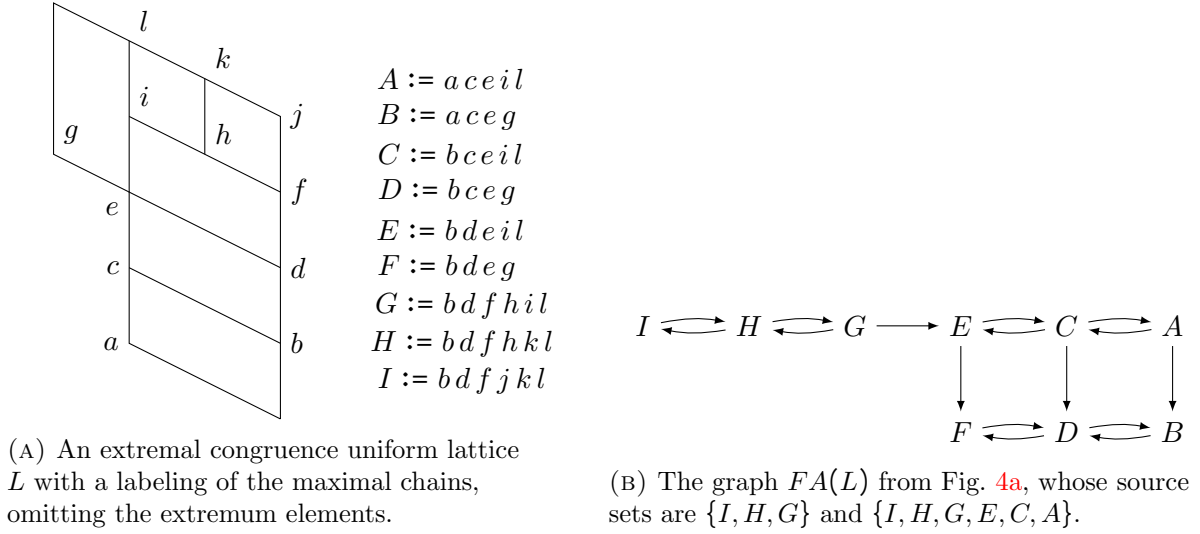 l
k
i
j
g
h
f
e
c
d
a
b
A := a c e i l
B := a c e g
C := b c e i l
D := b c e g
E := b d e i l
F := b d e g
G := b d f h i l
H := b d f h k l
I := b d f j k l
I H G E C A
F D B
(A) An extremal congruence uniform lattice
L with a labeling of the maximal chains,
omitting the extremum elements.
(B) The graph FA(L) from Fig. 4a, whose source
sets are {I, H, G} and {I, H, G, E, C, A}.